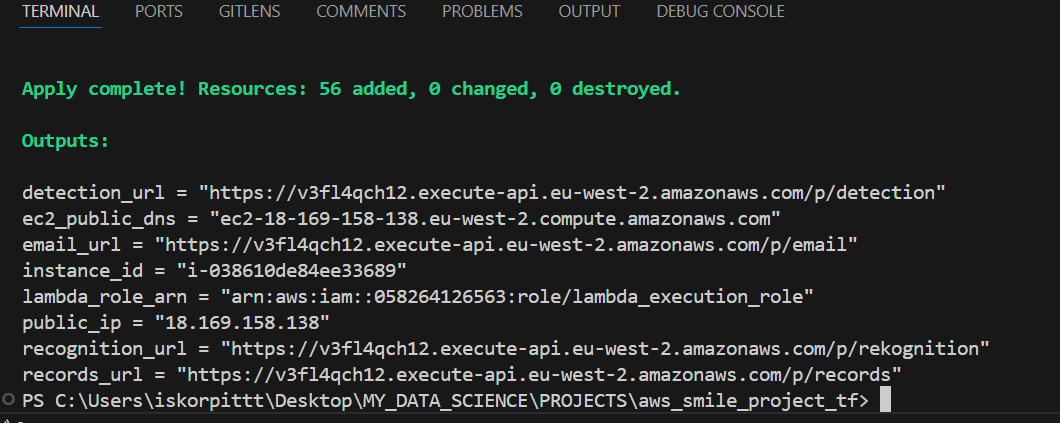 TERMINAL PORTS GITLENS COMMENTS PROBLEMS OUTPUT DEBUG CONSOLE
Apply complete! Resources: 56 added, 0 changed, 0 destroyed.
Outputs:
detection_url = "https://v3fl4qch12.execute-api.eu-west-2.amazonaws.com/p/detection"
ec2_public_dns = "ec2-18-169-158-138.eu-west-2.compute.amazonaws.com"
email_url = "https://v3fl4qch12.execute-api.eu-west-2.amazonaws.com/p/email"
instance_id = "i-038610de84ee33689"
lambda_role_arn = "arn:aws:iam::058264126563:role/lambda_execution_role"
public_ip = "18.169.158.138"
recognition_url = "https://v3fl4qch12.execute-api.eu-west-2.amazonaws.com/p/rekognition"
records_url = "https://v3fl4qch12.execute-api.eu-west-2.amazonaws.com/p/records"
PS C:\Users\iskorpittt\Desktop\MY_DATA_SCIENCE\PROJECTS\aws_smile_project_tf>